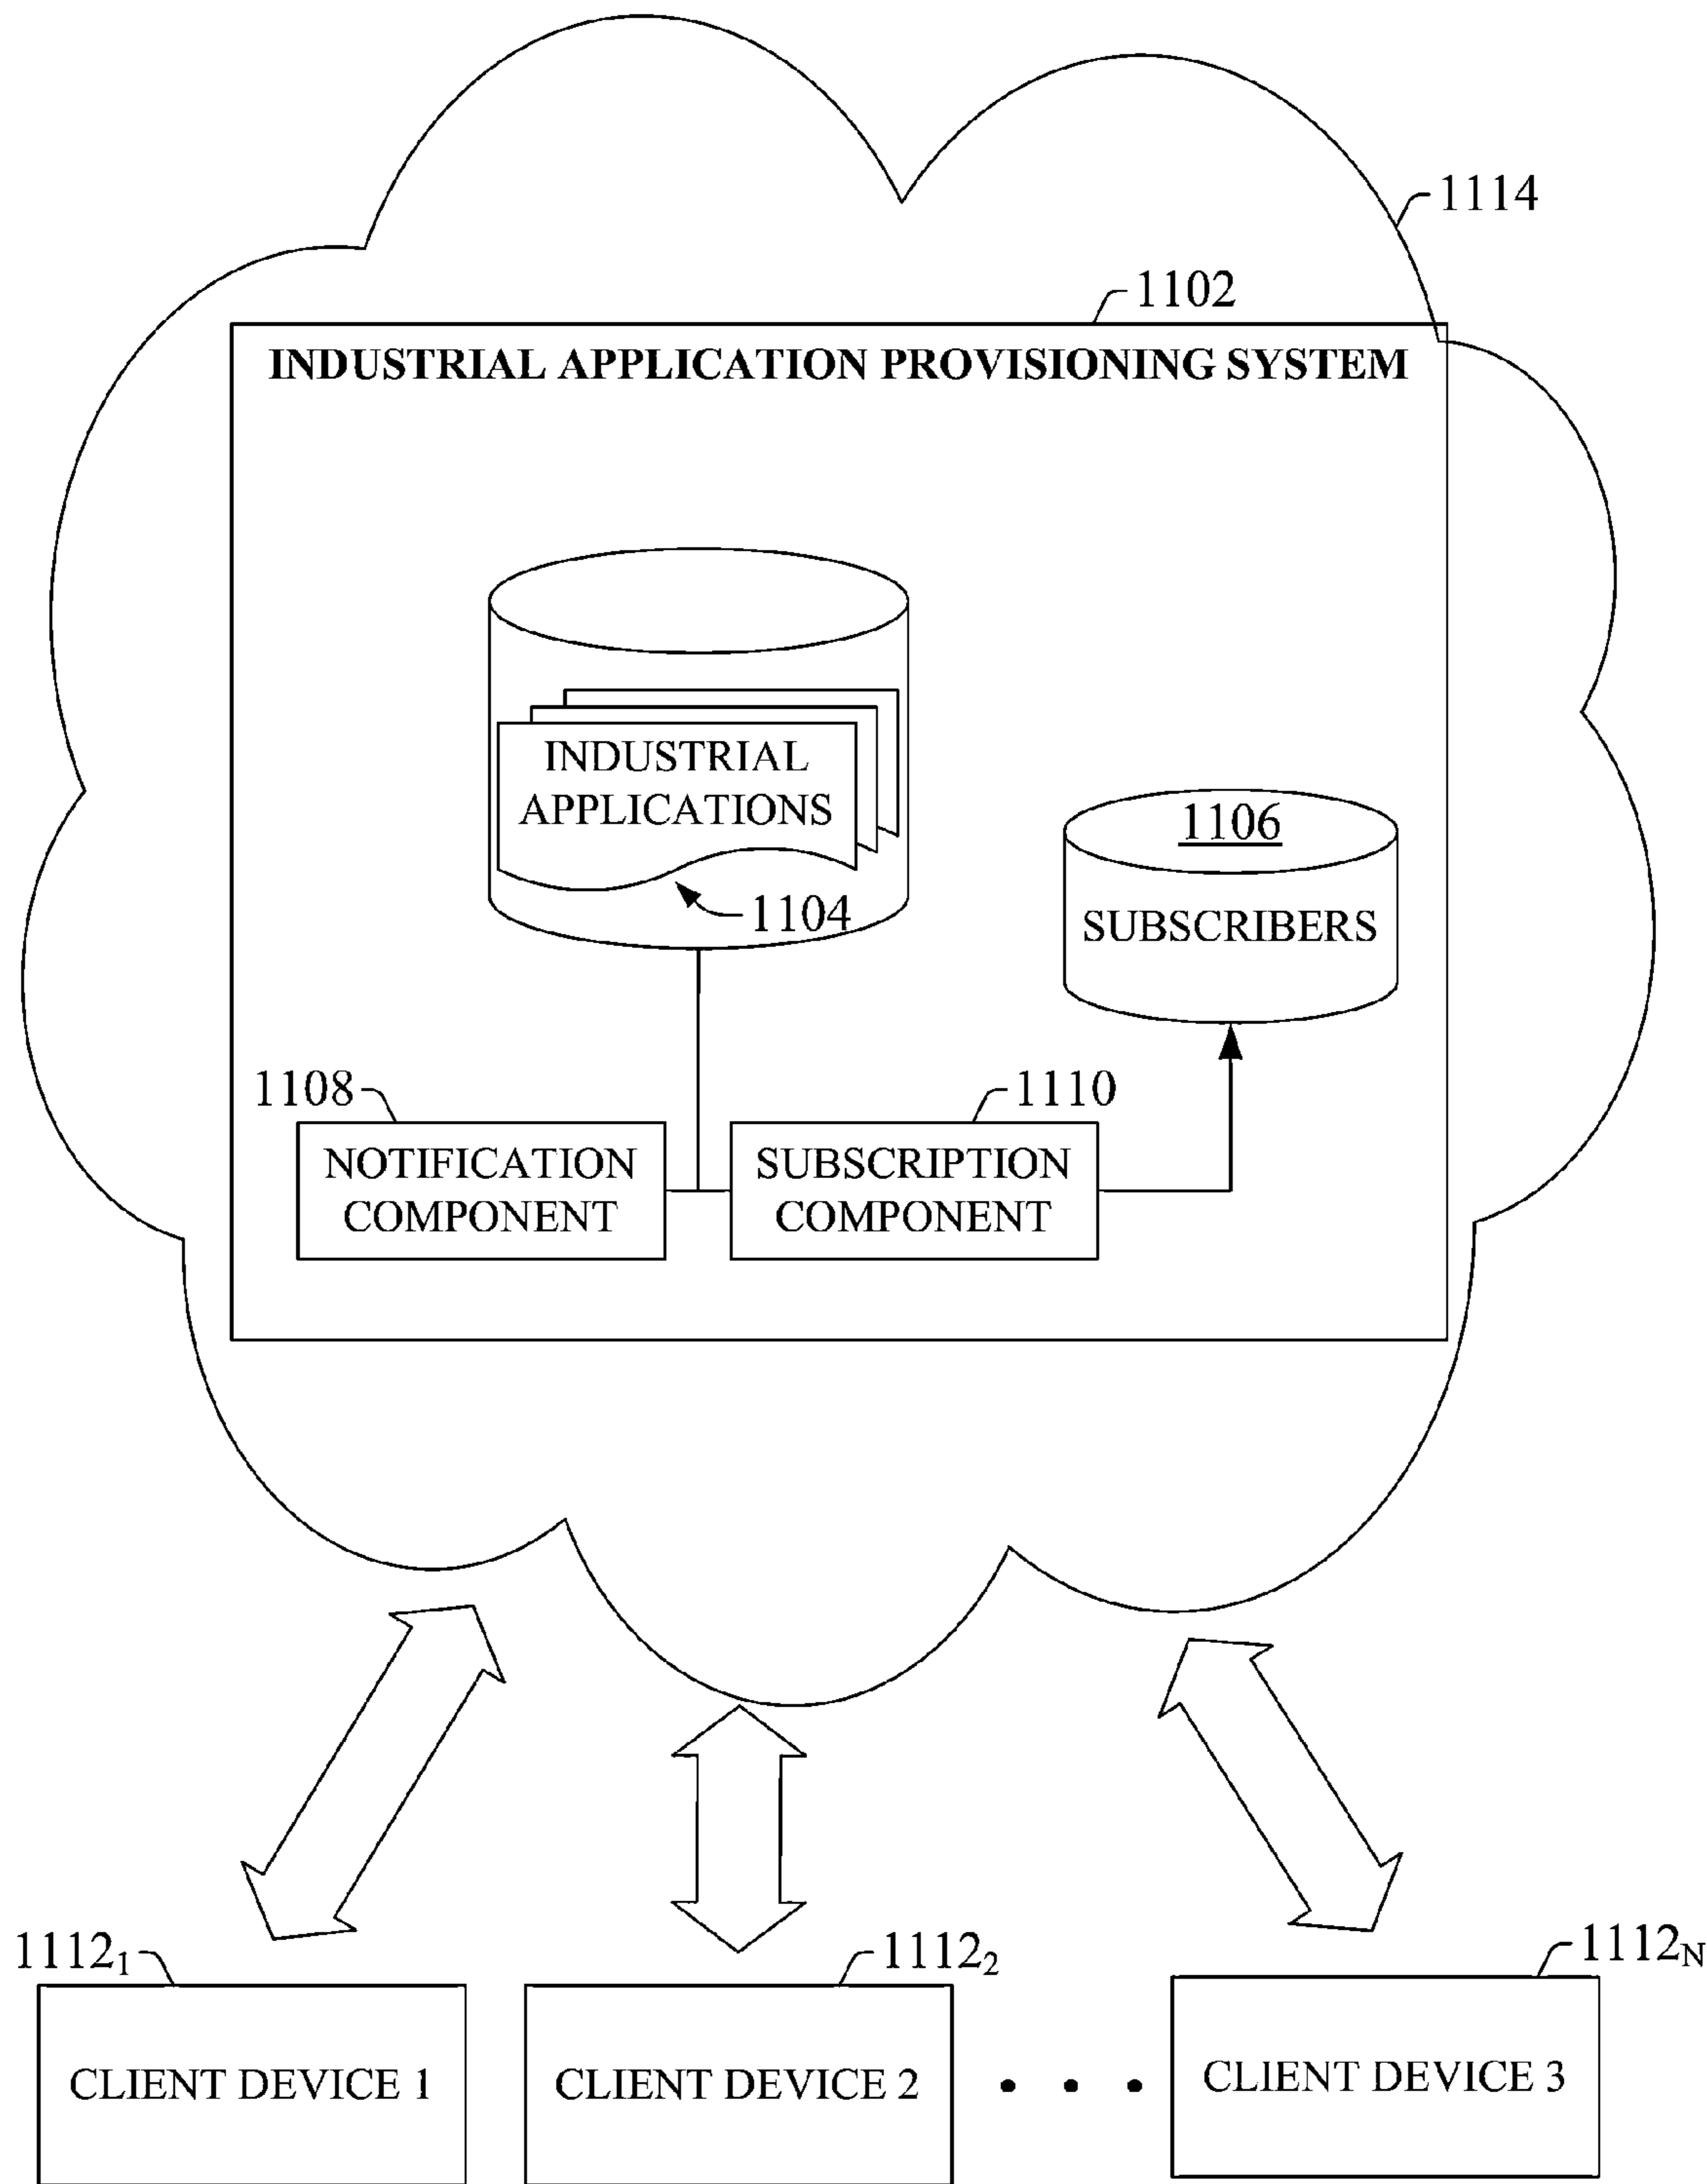 1114
1102
INDUSTRIAL APPLICATION PROVISIONING SYSTEM
INDUSTRIAL
APPLICATIONS
1104
1106
SUBSCRIBERS
1108
1110
NOTIFICATION
COMPONENT
SUBSCRIPTION
COMPONENT
1112₁
1112₂
1112N
CLIENT DEVICE 1
CLIENT DEVICE 2
• • •
CLIENT DEVICE 3